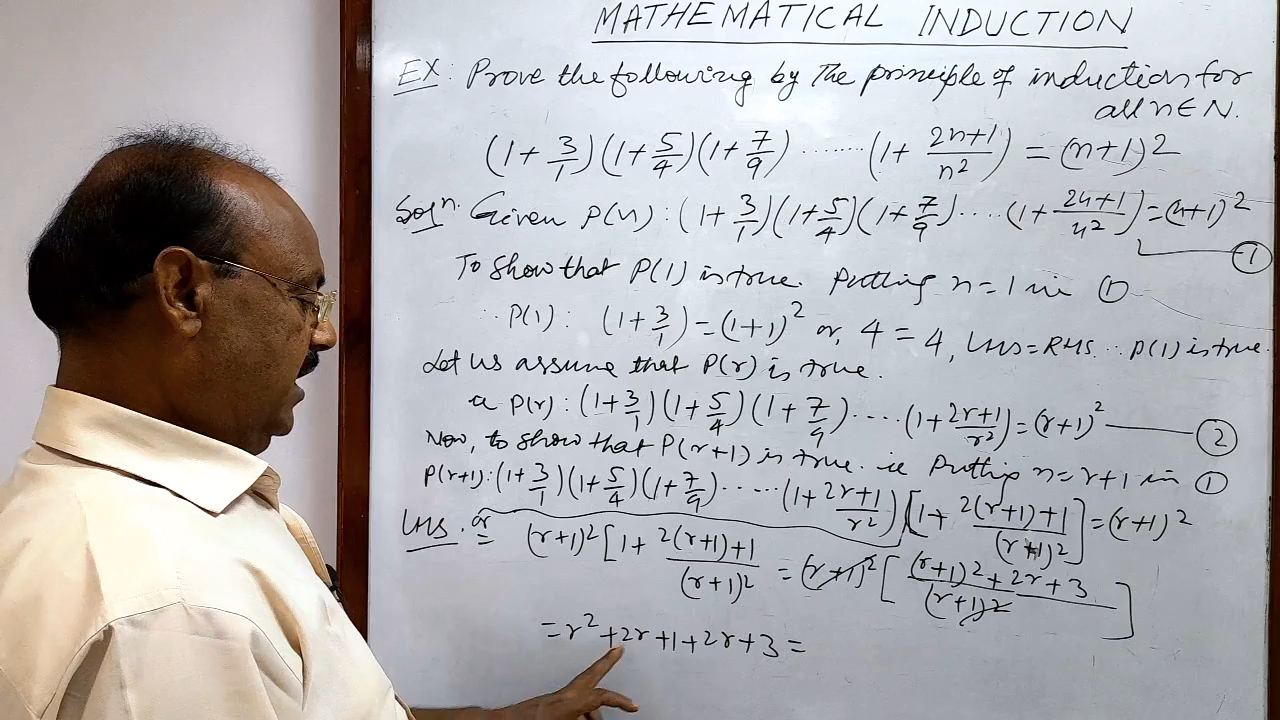 MATHEMATICAL INDUCTION
EX: Prove the following by the principle of induction for
all n ∈ N.
(1 + 3/1)(1 + 5/4)(1 + 7/9) ....... (1 + (2n+1)/n²) = (n+1)²
Solⁿ. Given P(n) : (1 + 3/1)(1 + 5/4)(1 + 7/9) .... (1 + (2n+1)/n²) = (n+1)² —— ①
To show that P(1) is true. Putting n = 1 in ①
∴ P(1) : (1 + 3/1) = (1+1)² or, 4 = 4, LHS = RHS ∴ P(1) is true.
Let us assume that P(r) is true.
or P(r) : (1 + 3/1)(1 + 5/4)(1 + 7/9) .... (1 + (2r+1)/r²) = (r+1)² —— ②
Now, to show that P(r+1) is true. ie Putting n = r+1 in ①
P(r+1) : (1 + 3/1)(1 + 5/4)(1 + 7/9) ...... (1 + (2r+1)/r²)[1 + (2(r+1)+1)/(r+1)²] = (r+1)²
LHS. or (r+1)² [1 + (2(r+1)+1)/(r+1)² = (r+1)² [((r+1)² + 2r + 3)/(r+1)²]
= r² + 2r + 1 + 2r + 3 =